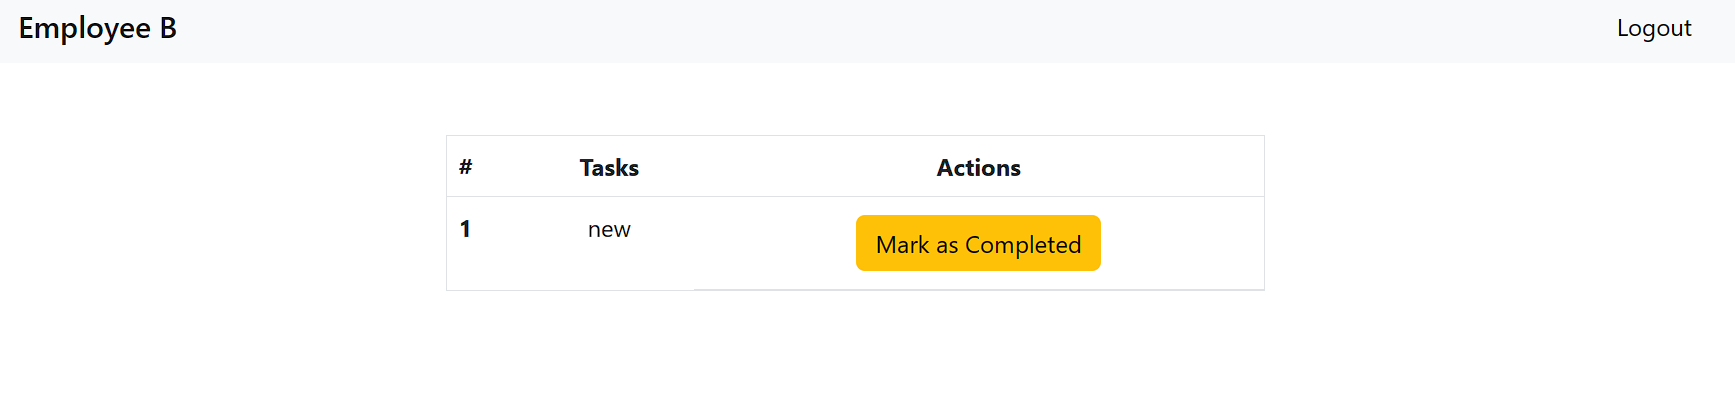 Employee B
Logout
# Tasks Actions
1 new Mark as Completed